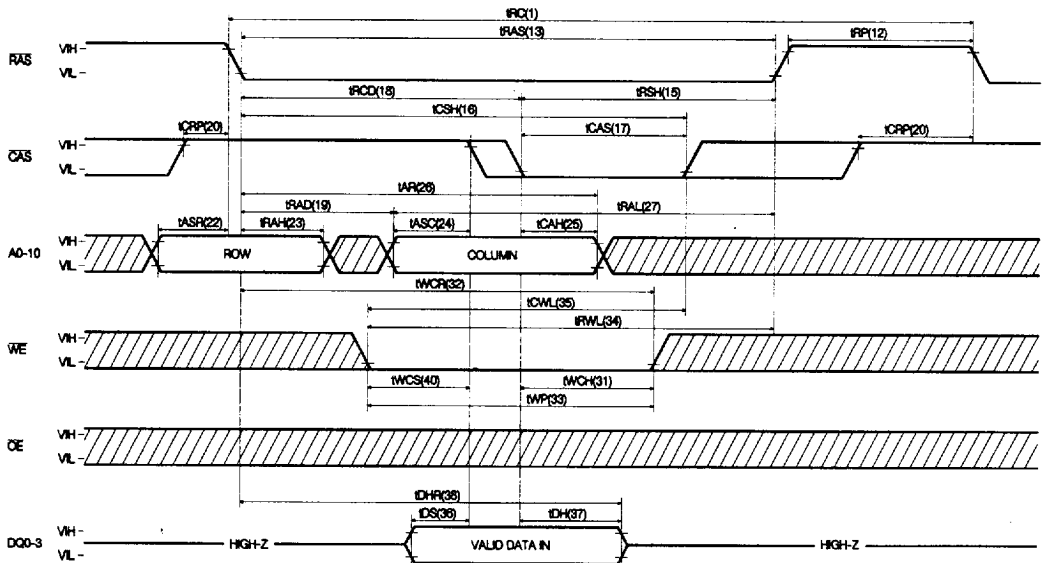 tRC(1)
tRAS(13)
tRP(12)
RAS
VIH
VIL
tRCD(18)
tRSH(15)
tCSH(16)
tCRP(20)
tCAS(17)
tCRP(20)
CAS
VIH
VIL
tAR(26)
tRAD(19)
tRAL(27)
tASR(22)
tRAH(23)
tASC(24)
tCAH(25)
A0-10
VIH
VIL
ROW
COLUMN
tWCR(32)
tCWL(35)
tRWL(34)
WE
VIH
VIL
tWCS(40)
tWCH(31)
tWP(33)
OE
VIH
VIL
tDHR(38)
tDS(36)
tDH(37)
DQ0-3
VIH
VIL
HIGH-Z
VALID DATA IN
HIGH-Z